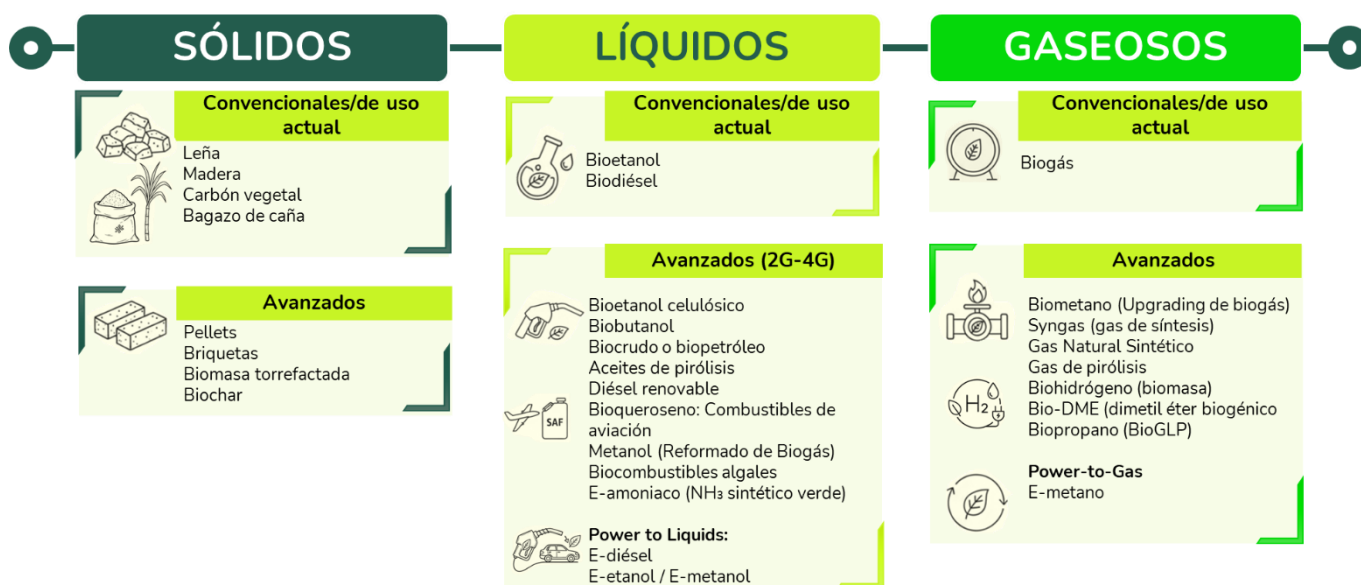 SÓLIDOS
Convencionales/de uso
actual
Leña
Madera
Carbón vegetal
Bagazo de caña
Avanzados
Pellets
Briquetas
Biomasa torrefactada
Biochar
LÍQUIDOS
Convencionales/de uso
actual
Bioetanol
Biodiésel
Avanzados (2G-4G)
Bioetanol celulósico
Biobutanol
Biocrudo o biopetróleo
Aceites de pirólisis
Diésel renovable
Bioqueroseno: Combustibles de
aviación
SAF
Metanol (Reformado de Biogás)
Biocombustibles algales
E-amoniaco (NH₃ sintético verde)
Power to Liquids:
E-diésel
E-etanol / E-metanol
GASEOSOS
Convencionales/de uso
actual
Biogás
Avanzados
Biometano (Upgrading de biogás)
Syngas (gas de síntesis)
Gas Natural Sintético
Gas de pirólisis
Biohidrógeno (biomasa)
H₂
Bio-DME (dimetil éter biogénico
Biopropano (BioGLP)
Power-to-Gas
E-metano